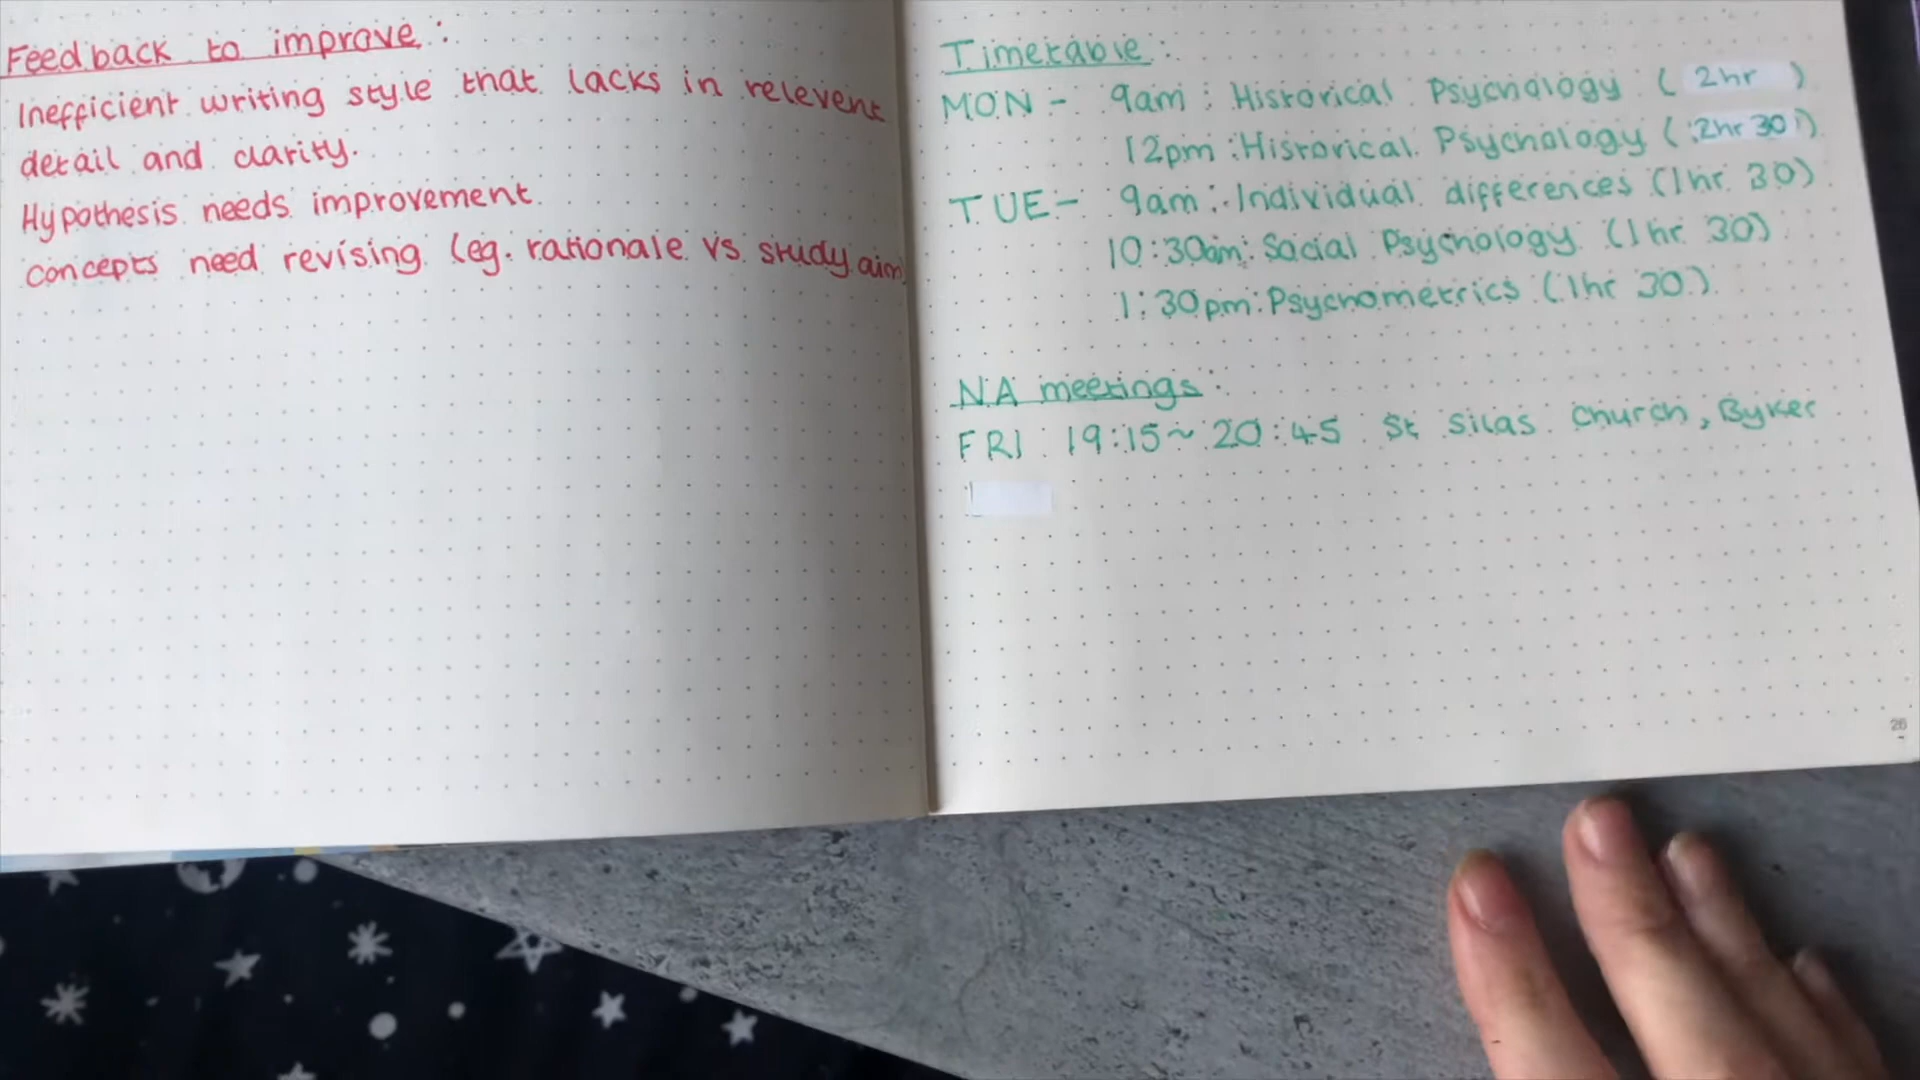 Feedback to improve:
Inefficient writing style that lacks in relevent
detail and clarity.
Hypothesis needs improvement
concepts need revising (eg. rationale vs study aim)
Timetable:
MON - 9am: Historical Psychology (2hr)
12pm: Historical Psychology (2hr 30)
TUE - 9am: Individual differences (1hr 30)
10:30am: Social Psychology (1hr 30)
1:30pm: Psychometrics (1hr 30)
NA meetings:
FRI 19:15~20:45 St Silas Church, Byker
26